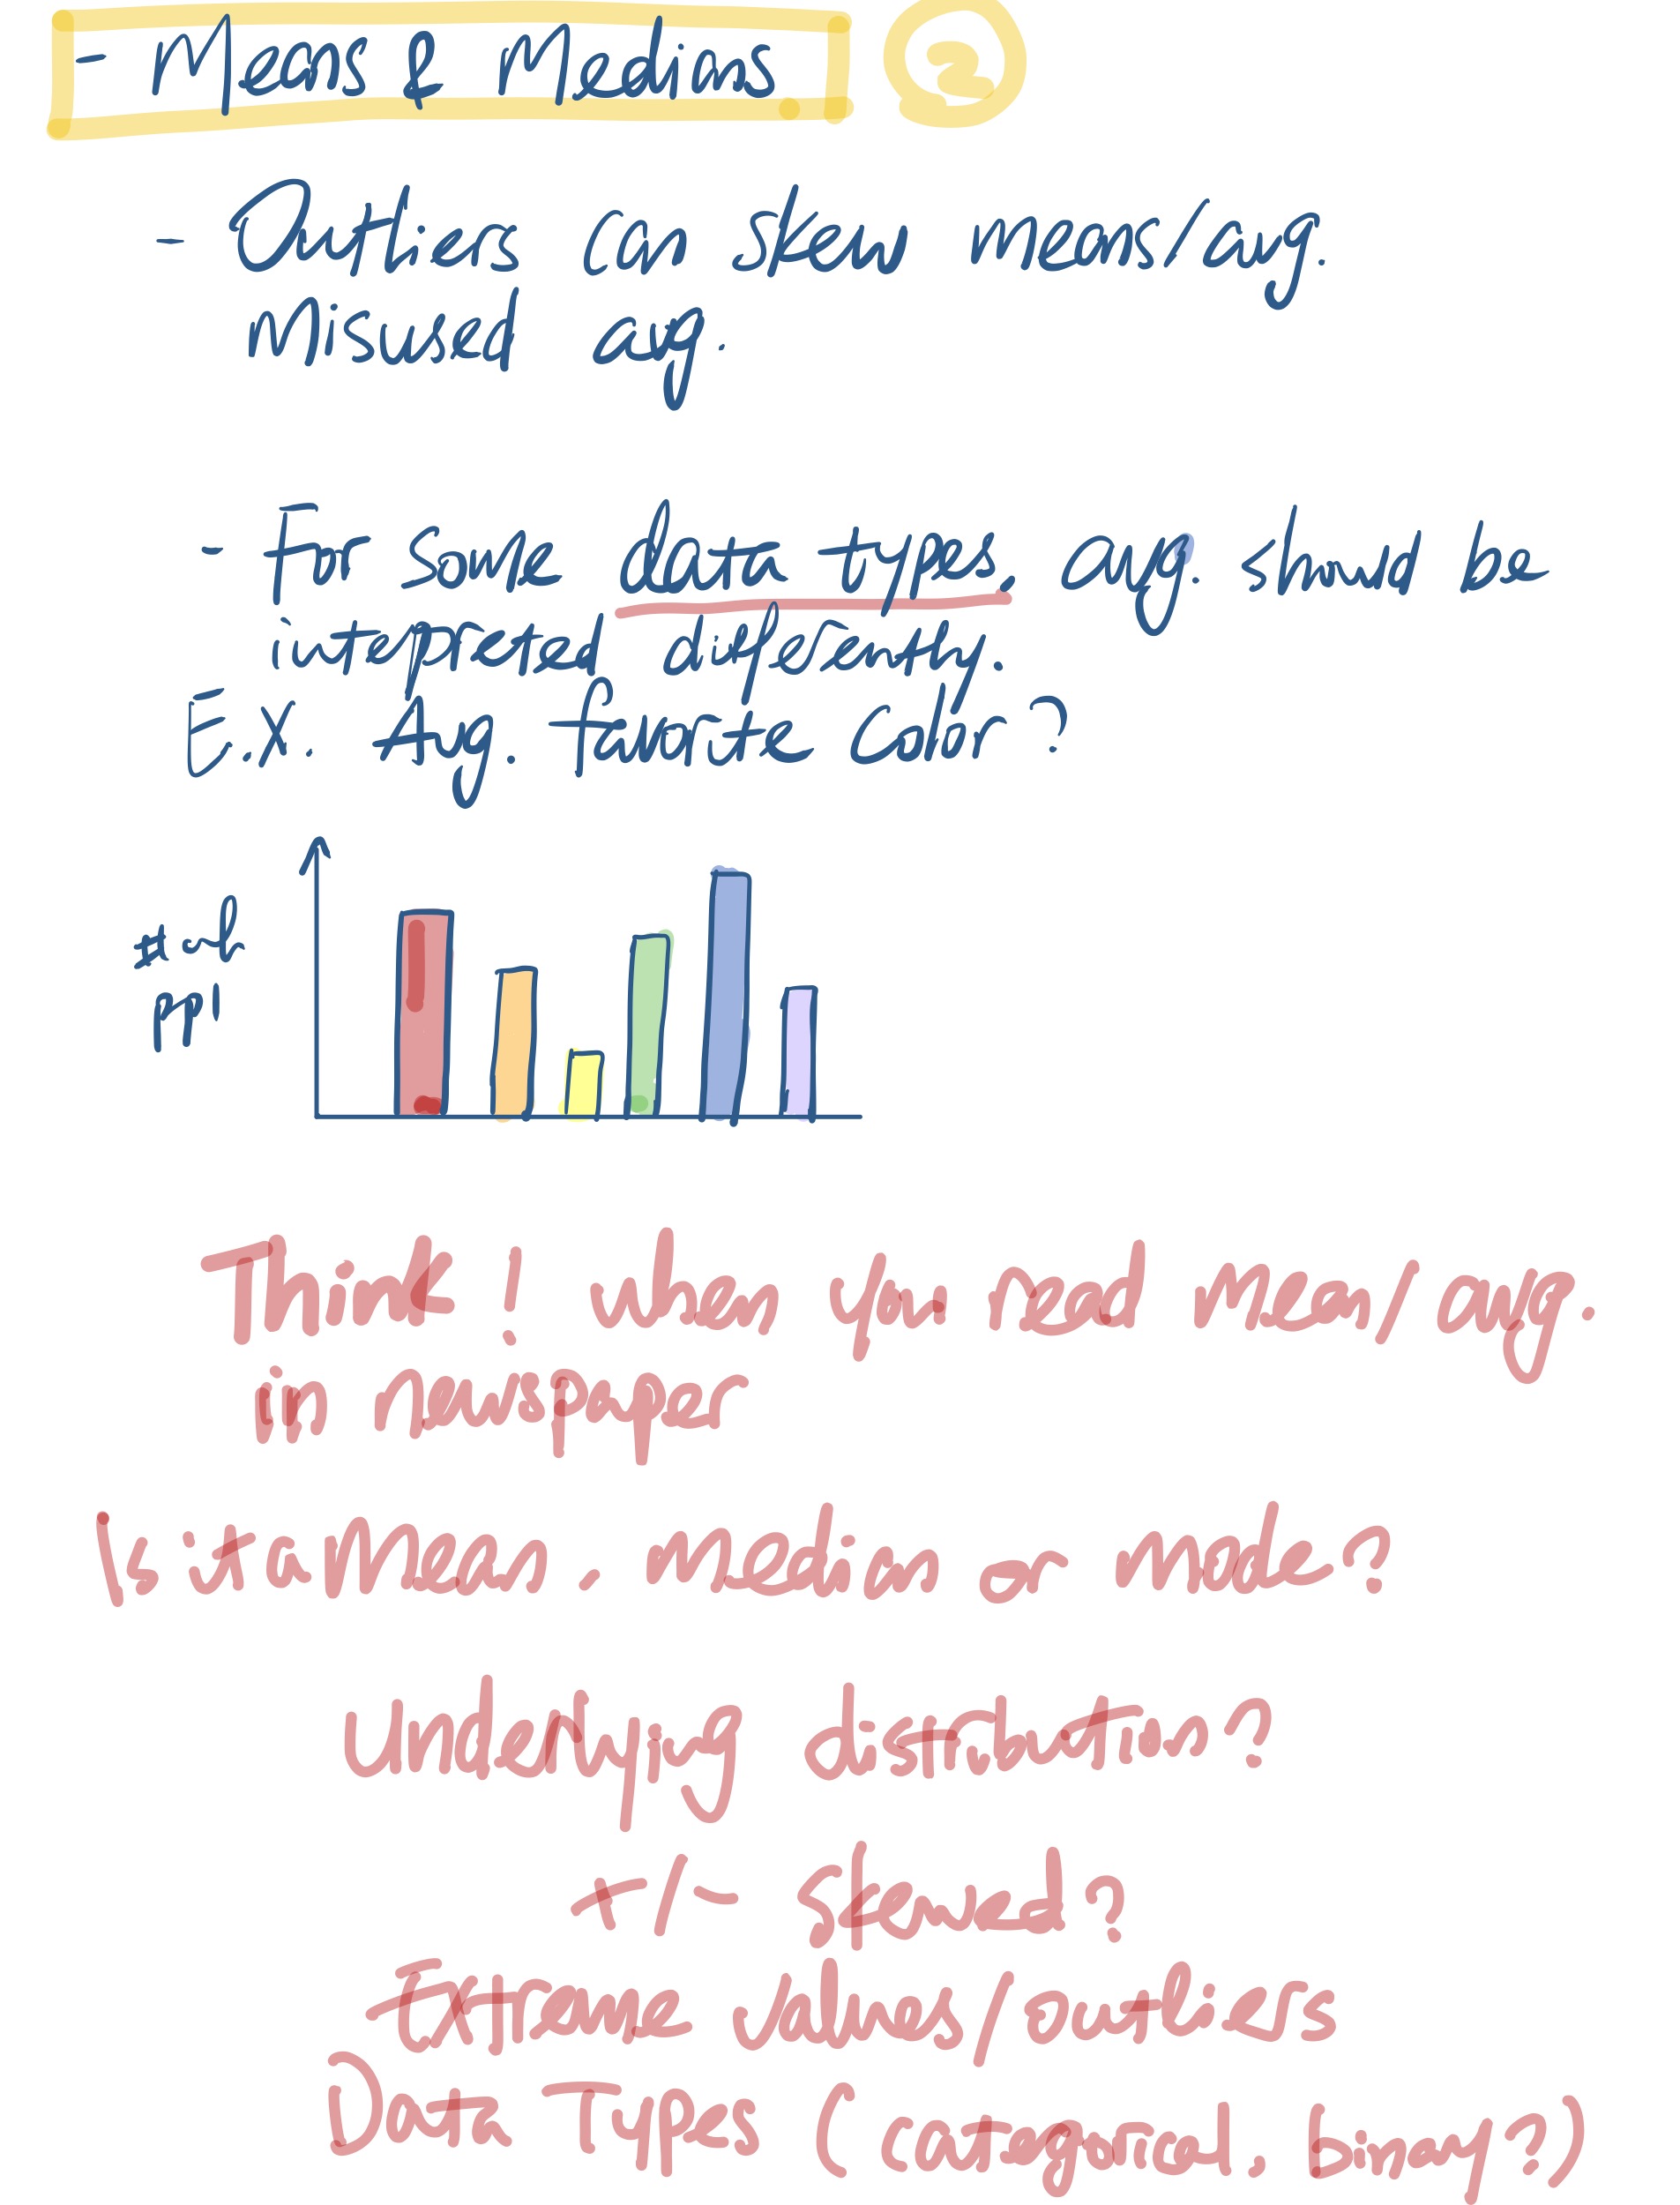 - Means & Medians ②
- Outliers can skew means/avg.
misused avg.
- For some data types, avg. should be
interpreted differently.
E.X. Avg. favorite color?
# of
ppl
Think! when you read mean/avg.
in newspaper
Is it a mean, median or mode?
underlying distribution?
+/- skewed?
Extreme values/outliers
Data Types (categorical, binary?)